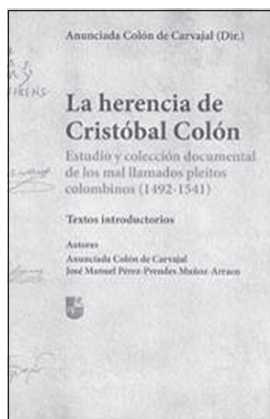 Anunciada Colón de Carvajal (Dir.)
La herencia de
Cristóbal Colón
Estudio y colección documental
de los mal llamados pleitos
colombinos (1492-1541)
Textos introductorios
Autores
Anunciada Colón de Carvajal
José Manuel Pérez-Prendes Muñoz-Arraco